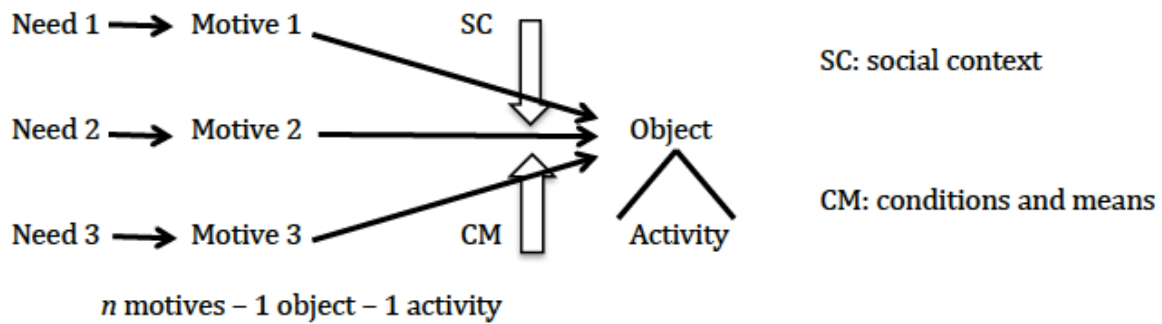 Need 1 Motive 1 SC
SC: social context
Need 2 Motive 2 Object
CM: conditions and means
Need 3 Motive 3 CM Activity
n motives – 1 object – 1 activity